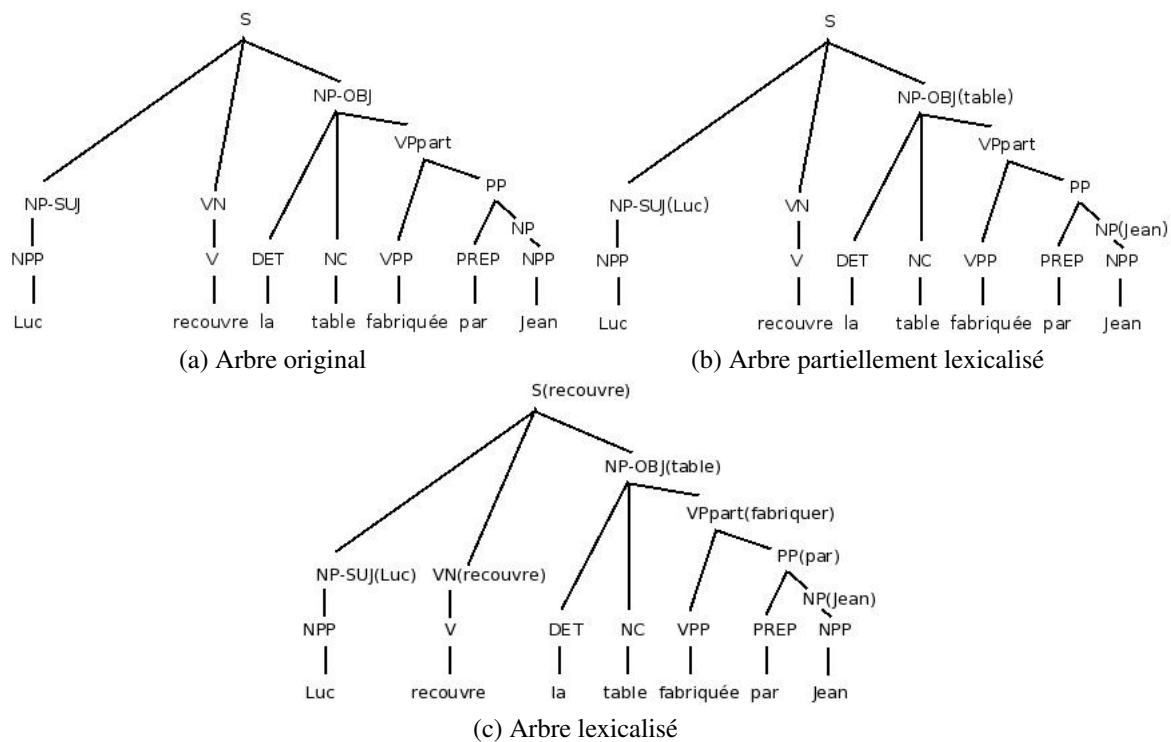 S S
NP-OBJ NP-OBJ(table)
VPpart VPpart
PP PP
NP-SUJ VN NP NP-SUJ(Luc) VN NP(Jean)
NPP V DET NC VPP PREP NPP NPP V DET NC VPP PREP NPP
Luc recouvre la table fabriquée par Jean Luc recouvre la table fabriquée par Jean
(a) Arbre original (b) Arbre partiellement lexicalisé
S(recouvre)
NP-OBJ(table)
VPpart(fabriquer)
PP(par)
NP-SUJ(Luc) VN(recouvre) NP(Jean)
NPP V DET NC VPP PREP NPP
Luc recouvre la table fabriquée par Jean
(c) Arbre lexicalisé